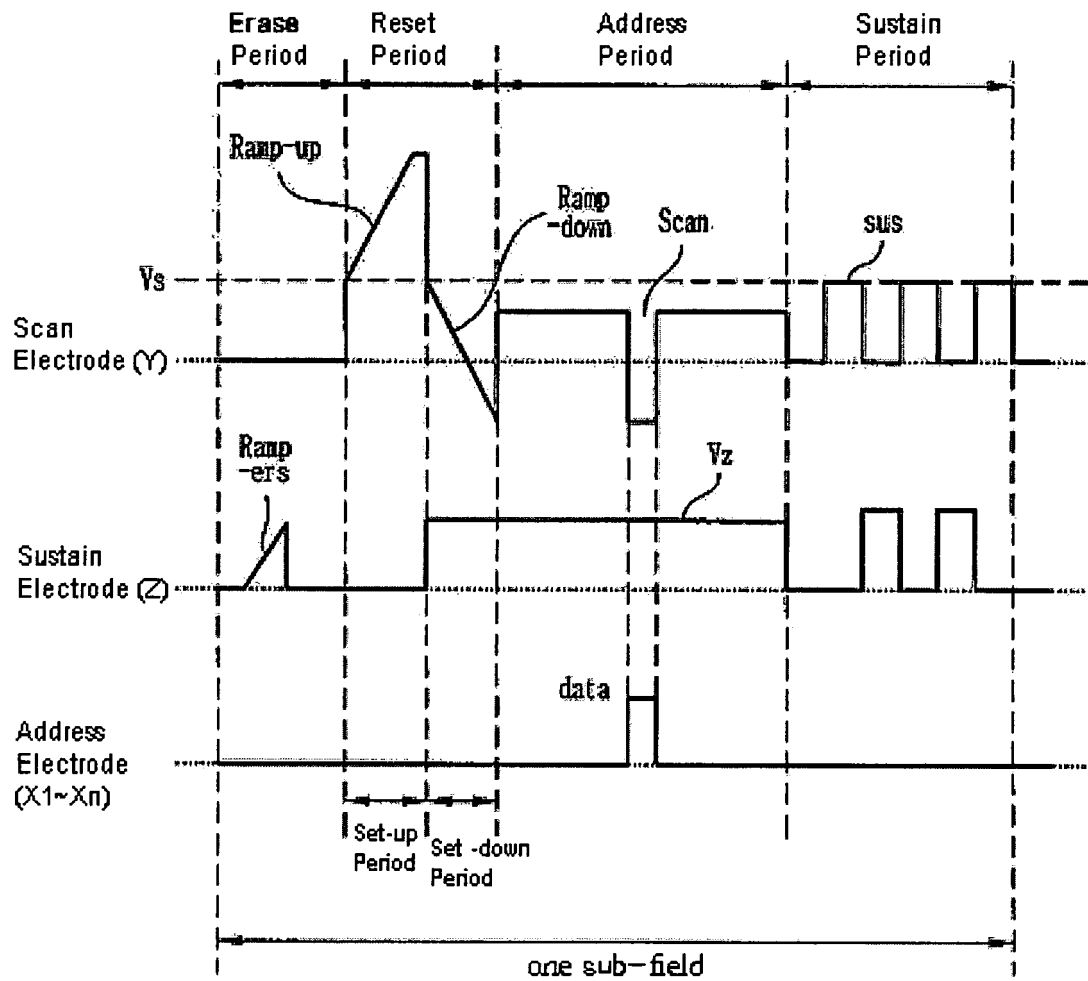 Erase
Period
Reset
Period
Address
Period
Sustain
Period
Ramp-up
Ramp
-down
Scan
sus
Vs
Scan
Electrode (Y)
Ramp
-ers
Vz
Sustain
Electrode (Z)
data
Address
Electrode
(X1~Xn)
Set-up
Period
Set -down
Period
one sub-field